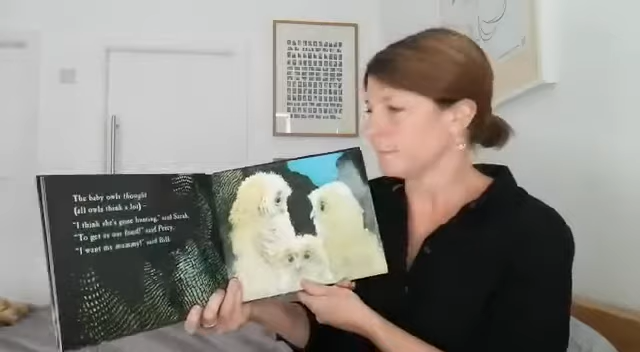 The baby owls thought
(all owls think a lot) –
"I think she's gone hunting," said Sarah.
"To get us our food!" said Percy.
"I want my mummy!" said Bill.